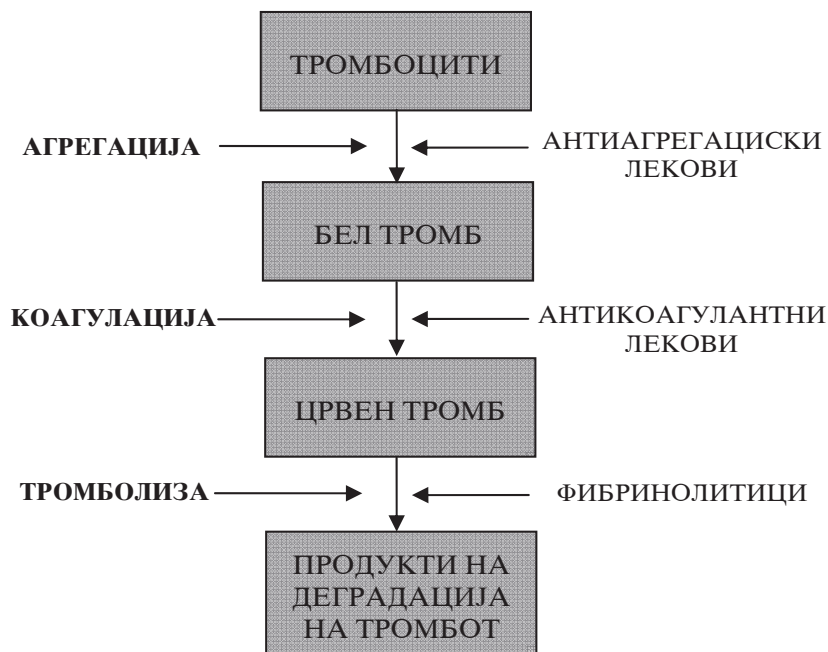 ТРОМБОЦИТИ
АГРЕГАЦИЈА
АНТИАГРЕГАЦИСКИ
ЛЕКОВИ
БЕЛ ТРОМБ
КОАГУЛАЦИЈА
АНТИКОАГУЛАНТНИ
ЛЕКОВИ
ЦРВЕН ТРОМБ
ТРОМБОЛИЗА
ФИБРИНОЛИТИЦИ
ПРОДУКТИ НА
ДЕГРАДАЦИЈА
НА ТРОМБОТ